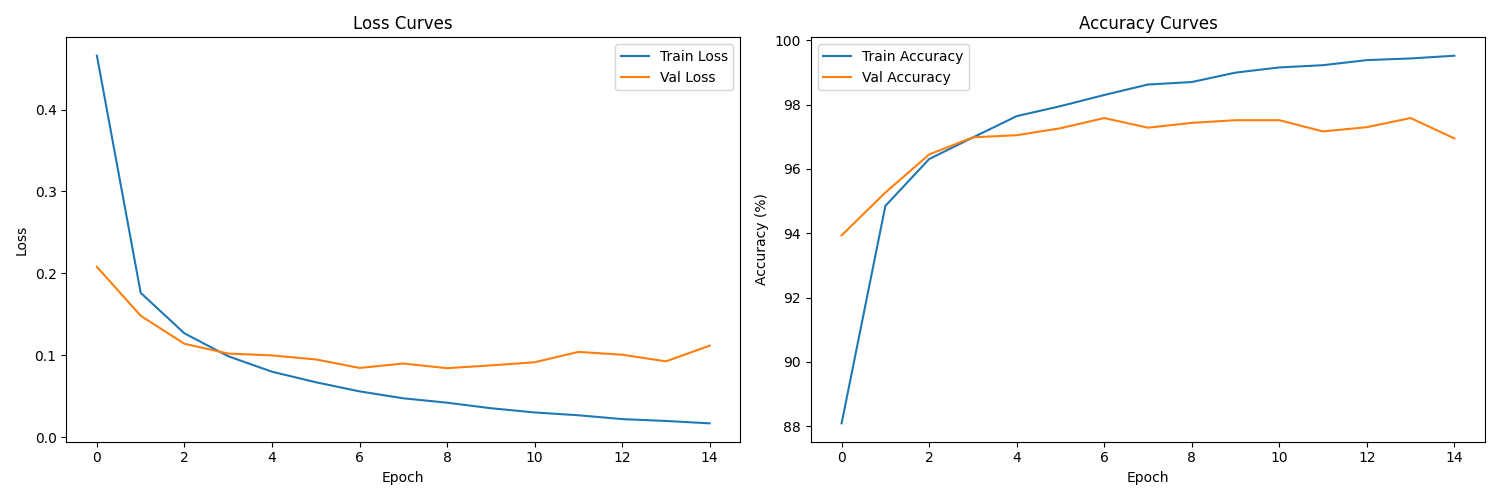 Loss Curves
Train Loss
Val Loss
0.4
0.3
0.2
0.1
0.0
Loss
0 2 4 6 8 10 12 14
Epoch
Accuracy Curves
Train Accuracy
Val Accuracy
100
98
96
94
92
90
88
Accuracy (%)
0 2 4 6 8 10 12 14
Epoch